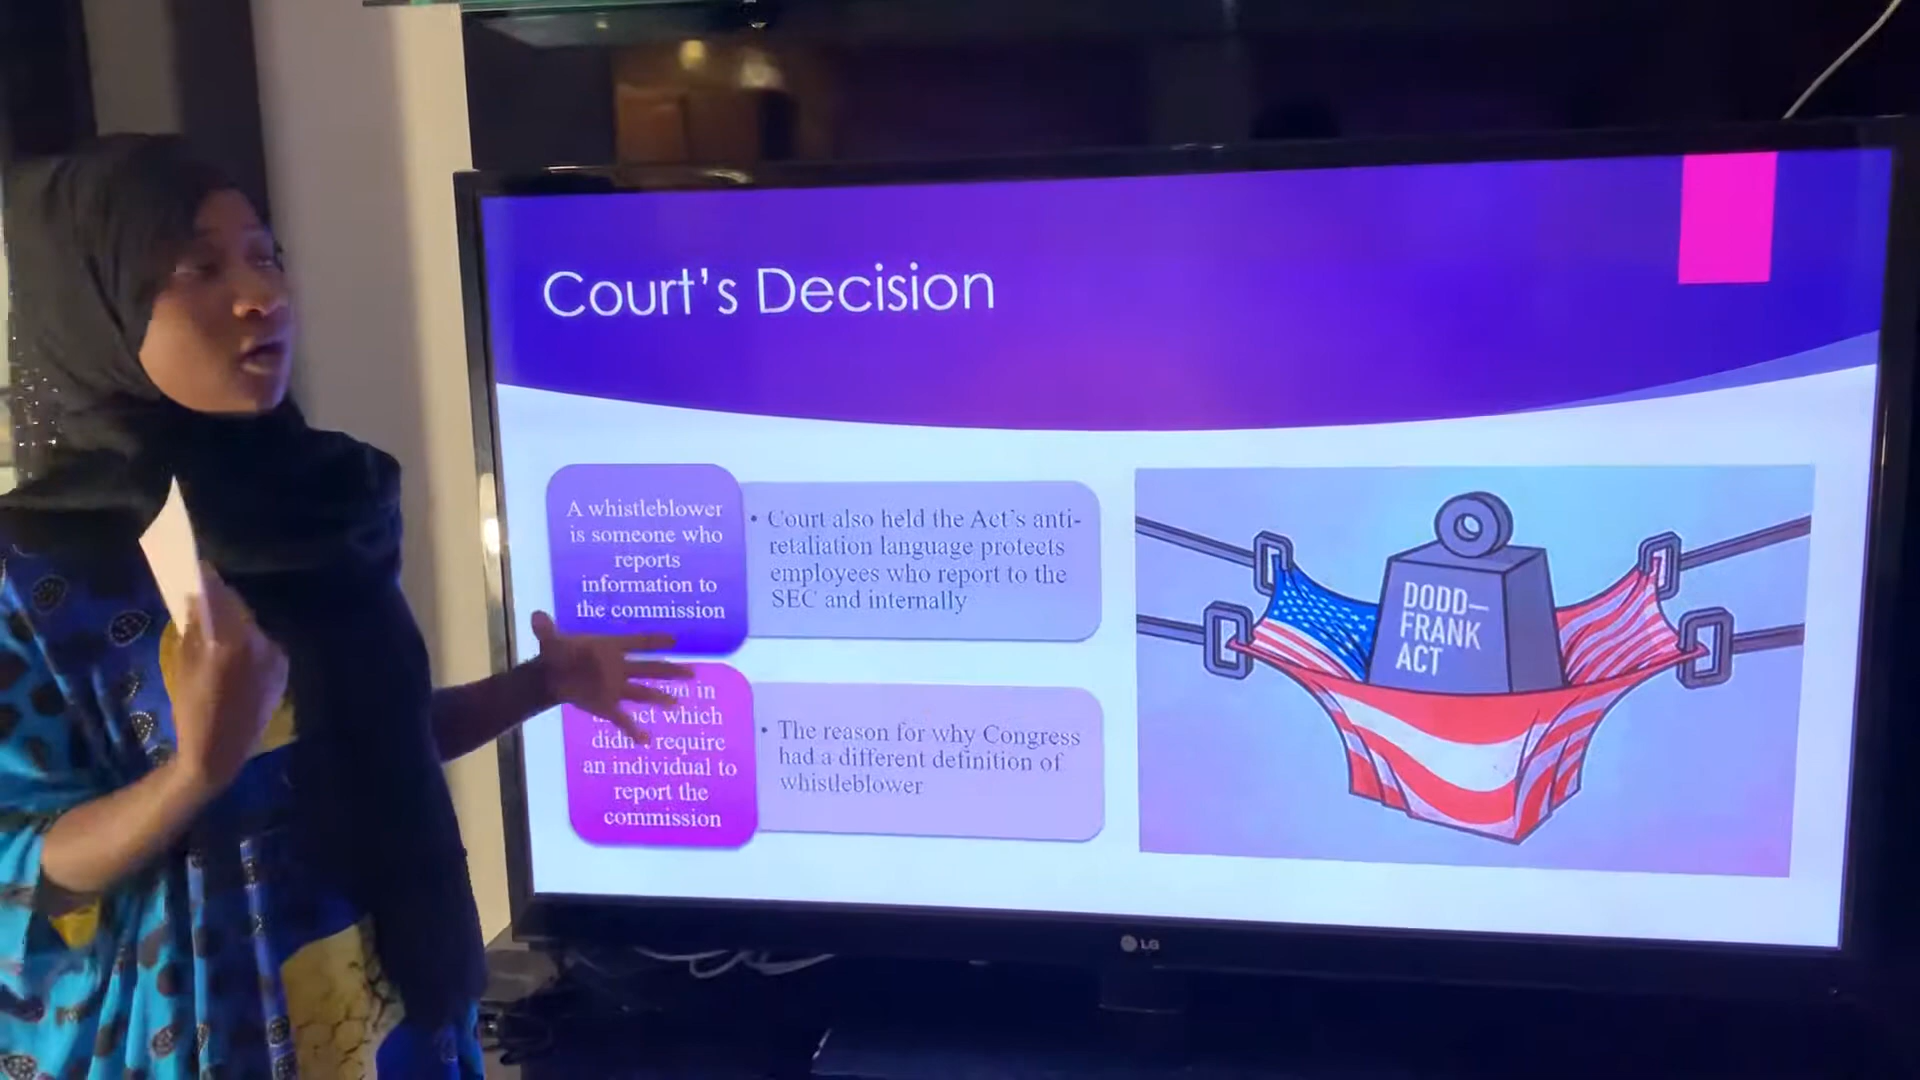 Court's Decision
A whistleblower
is someone who
reports
information to
the commission
• Court also held the Act's anti-
retaliation language protects
employees who report to the
SEC and internally
in
which
require
an individual to
report the
commission
• The reason for why Congress
had a different definition of
whistleblower
DODD—
FRANK
ACT
LG